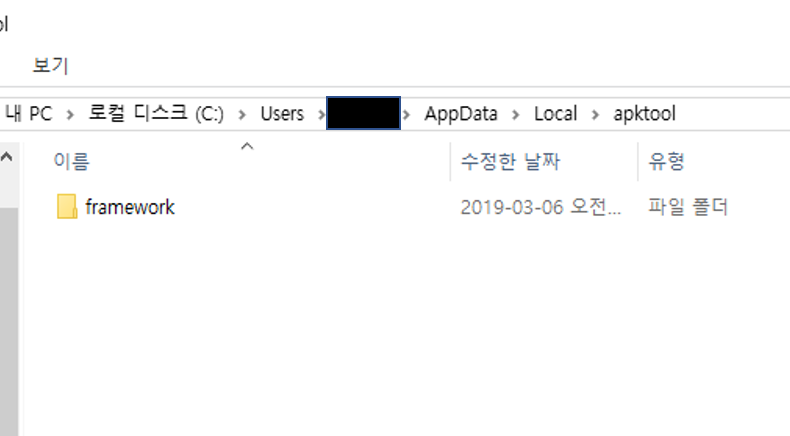 ol
보기
내 PC > 로컬 디스크 (C:) > Users > > AppData > Local > apktool
이름 수정한 날짜 유형
framework 2019-03-06 오전... 파일 폴더